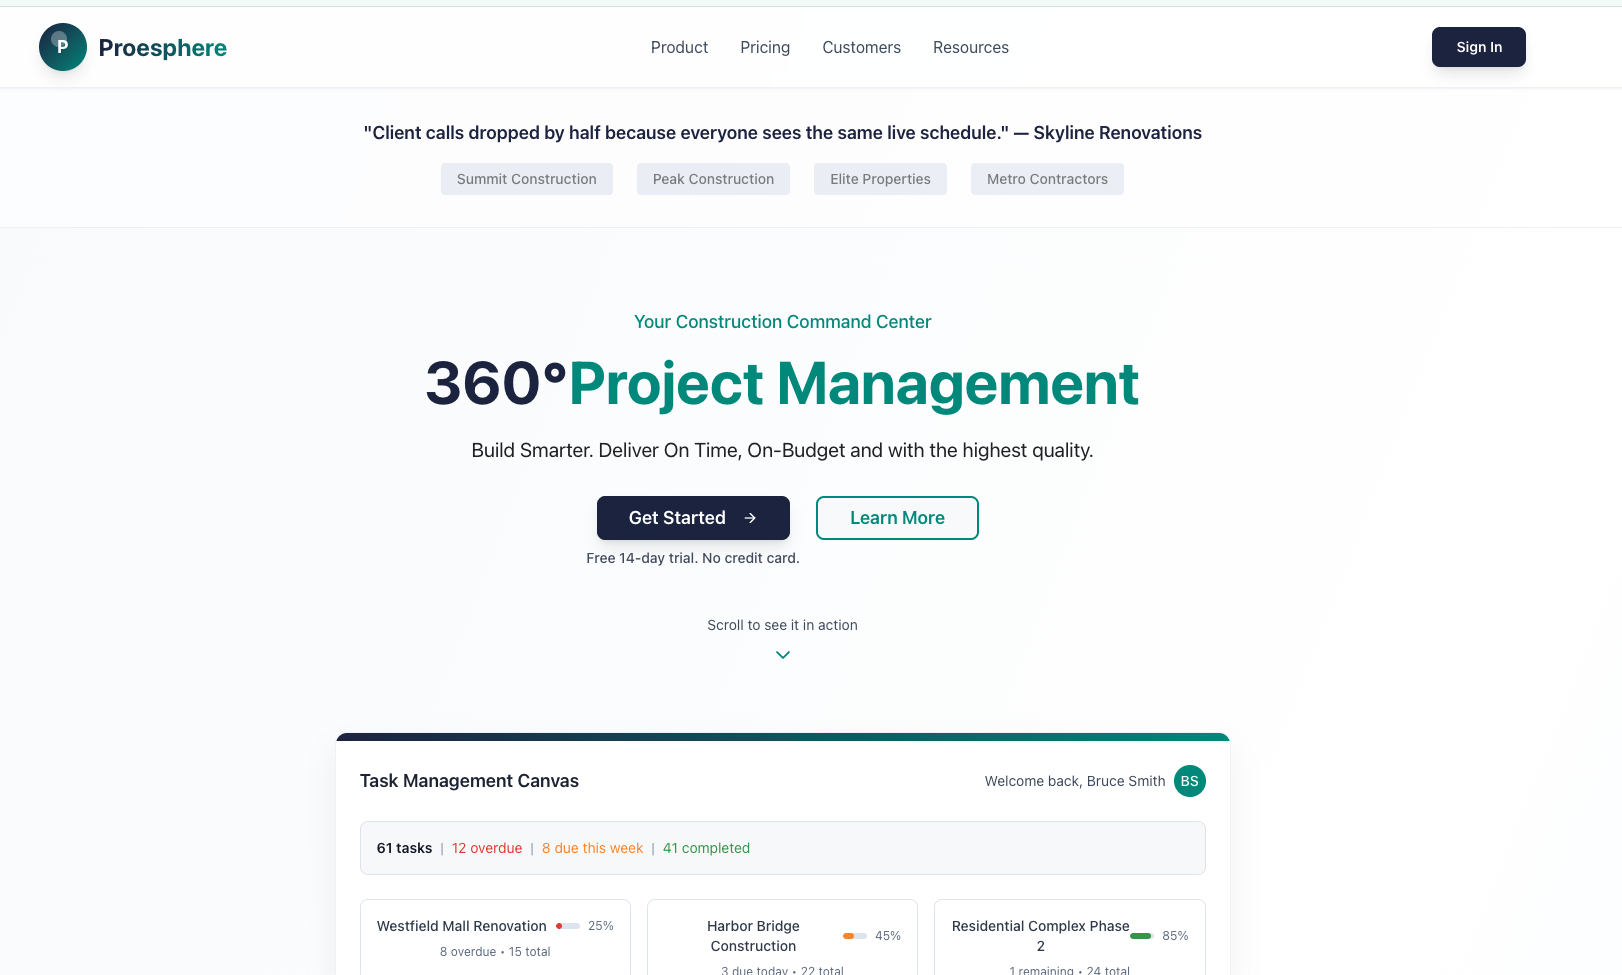 P
Proesphere
Product Pricing Customers Resources
Sign In
"Client calls dropped by half because everyone sees the same live schedule." — Skyline Renovations
Summit Construction Peak Construction Elite Properties Metro Contractors
Your Construction Command Center
360°Project Management
Build Smarter. Deliver On Time, On-Budget and with the highest quality.
Get Started → Learn More
Free 14-day trial. No credit card.
Scroll to see it in action
Task Management Canvas
Welcome back, Bruce Smith BS
61 tasks | 12 overdue | 8 due this week | 41 completed
Westfield Mall Renovation 25%
8 overdue • 15 total
Harbor Bridge
Construction
45%
3 due today • 22 total
Residential Complex Phase
2
85%
1 remaining • 24 total